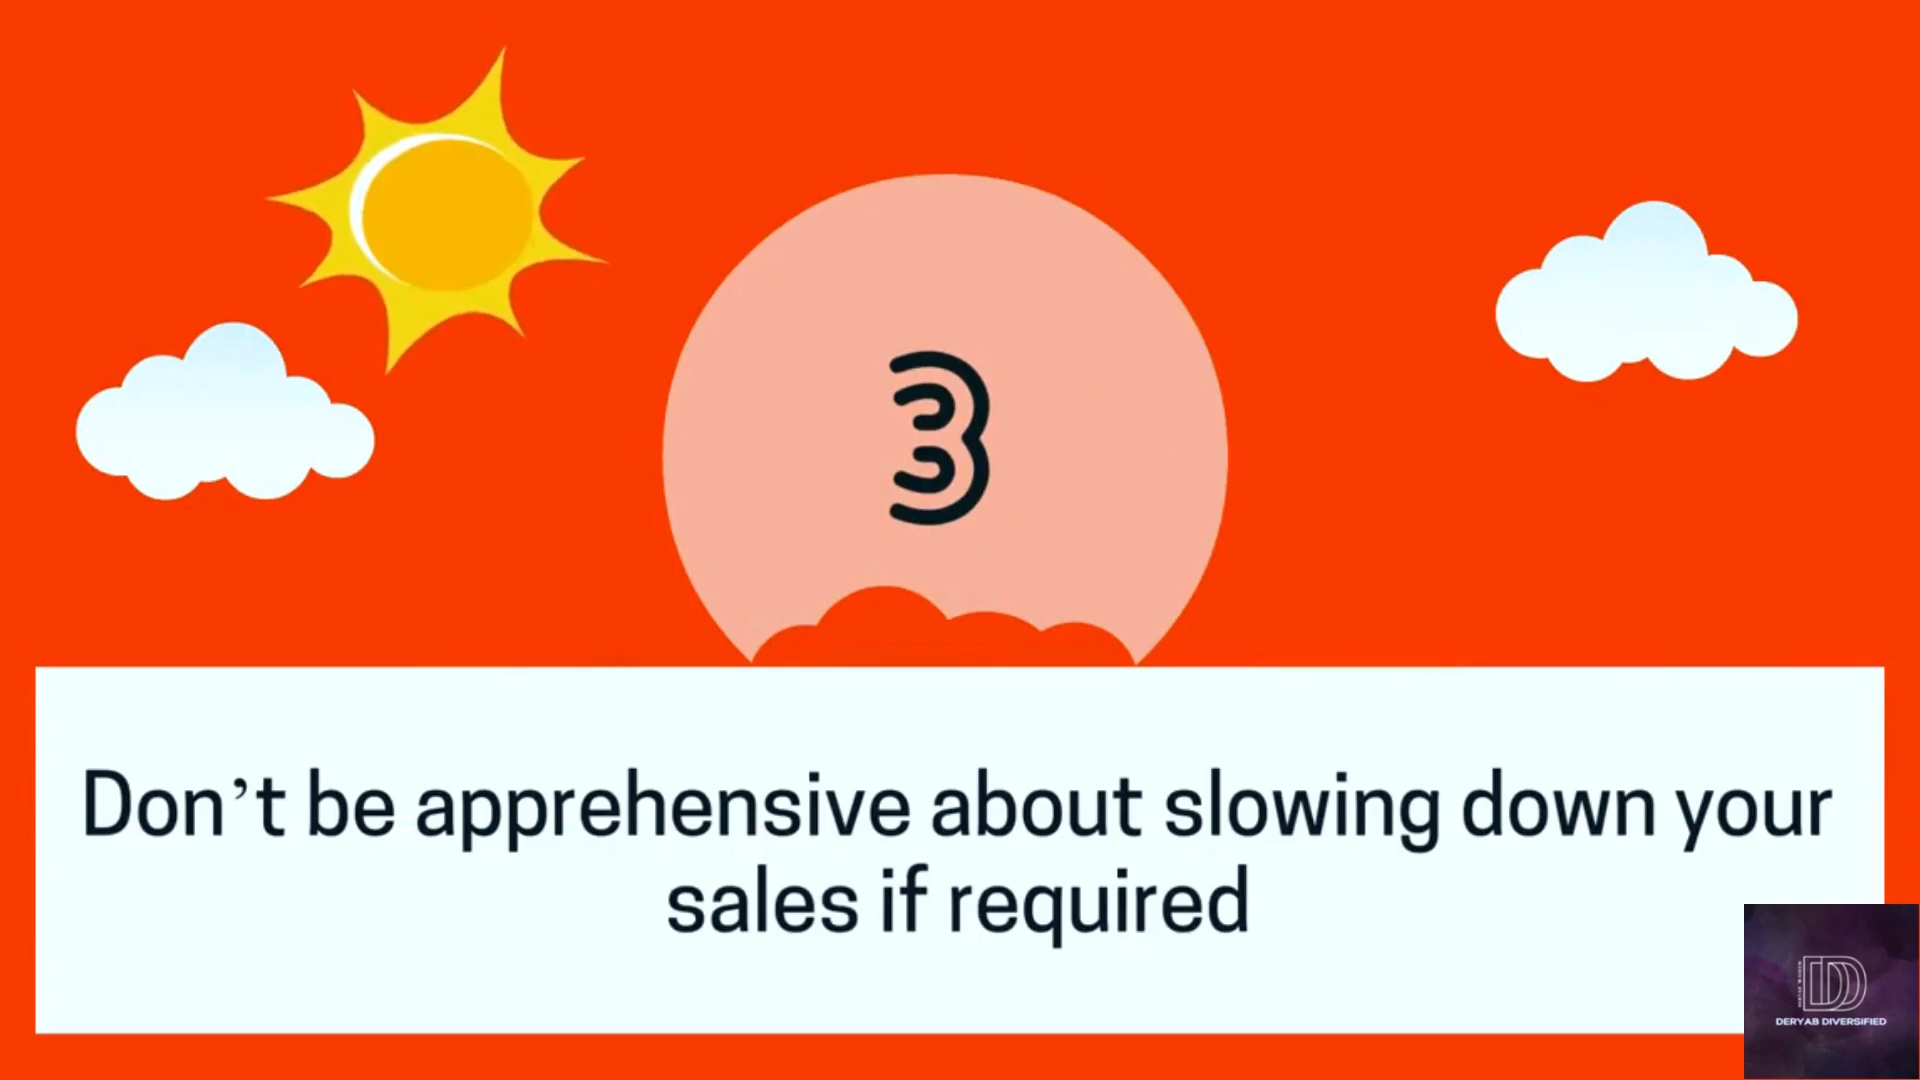 3
Don’t be apprehensive about slowing down your
sales if required
DERYAB DIVERSIFIED